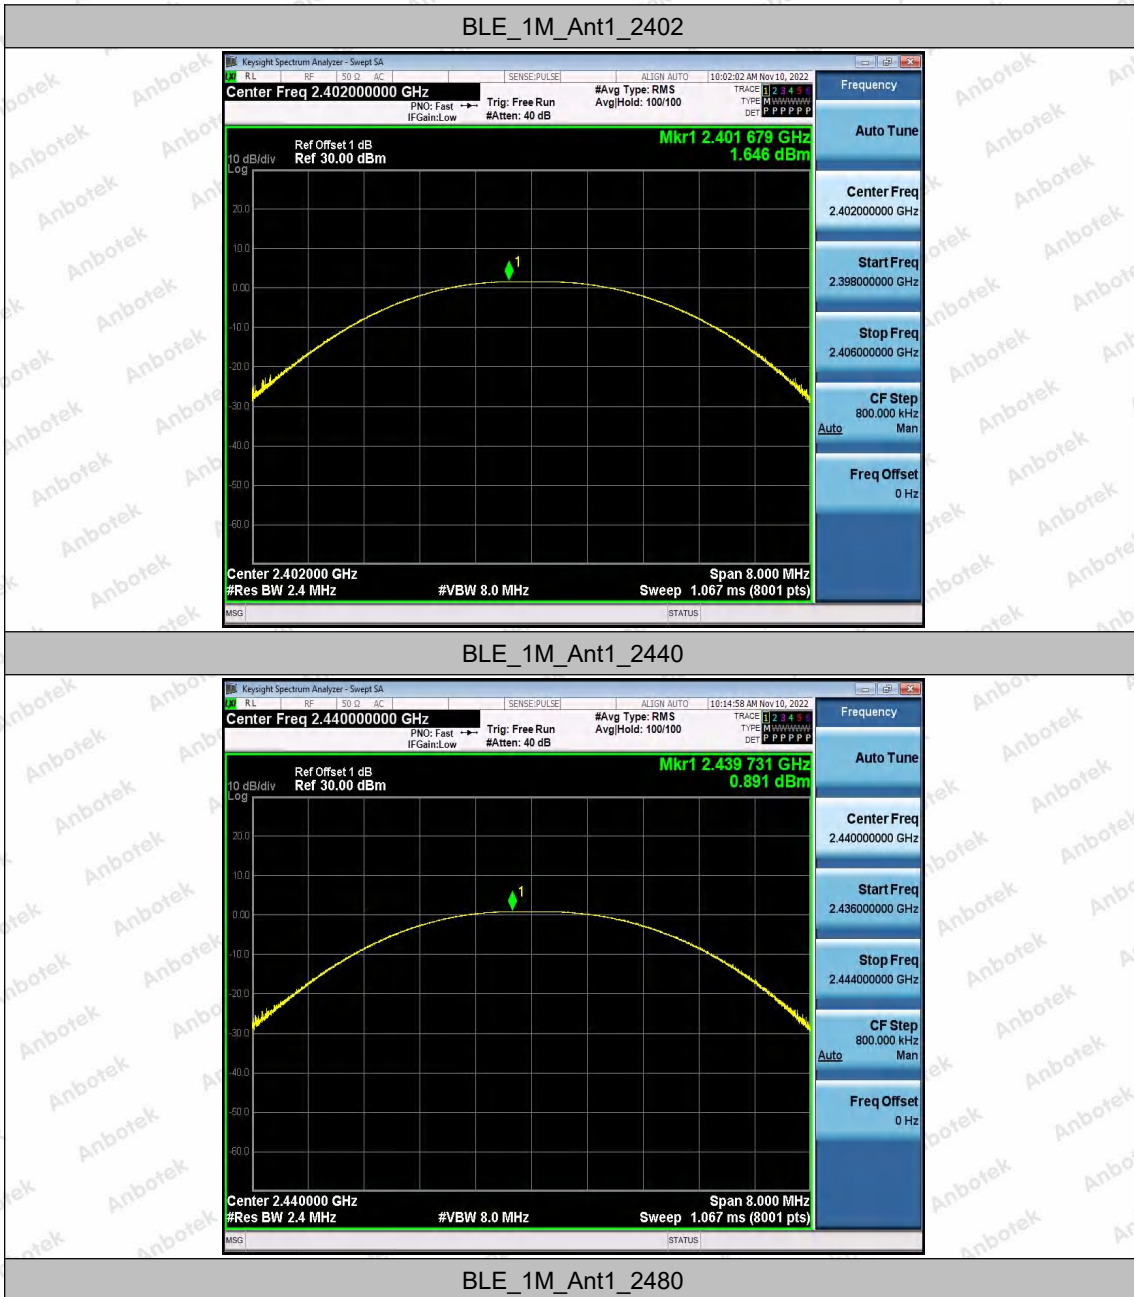 BLE_1M_Ant1_2402
Keysight Spectrum Analyzer - Swept SA
LXI RL RF 50 Ω AC SENSE:PULSE ALIGN AUTO 10:02:02 AM Nov 10, 2022
Center Freq 2.402000000 GHz
PNO: Fast
IFGain:Low
Trig: Free Run
#Atten: 40 dB
#Avg Type: RMS
Avg|Hold: 100/100
TRACE 1 2 3 4 5 6
TYPE M WWWWW
DET P P P P P P
Mkr1 2.401 679 GHz
1.646 dBm
Ref Offset 1 dB
10 dB/div Ref 30.00 dBm
Log
20.0
10.0
0.00
-10.0
-20.0
-30.0
-40.0
-50.0
-60.0
1
Center 2.402000 GHz Span 8.000 MHz
#Res BW 2.4 MHz #VBW 8.0 MHz Sweep 1.067 ms (8001 pts)
MSG STATUS
Frequency
Auto Tune
Center Freq
2.402000000 GHz
Start Freq
2.398000000 GHz
Stop Freq
2.406000000 GHz
CF Step
800.000 kHz
Auto Man
Freq Offset
0 Hz
BLE_1M_Ant1_2440
Keysight Spectrum Analyzer - Swept SA
LXI RL RF 50 Ω AC SENSE:PULSE ALIGN AUTO 10:14:58 AM Nov 10, 2022
Center Freq 2.440000000 GHz
PNO: Fast
IFGain:Low
Trig: Free Run
#Atten: 40 dB
#Avg Type: RMS
Avg|Hold: 100/100
TRACE 1 2 3 4 5 6
TYPE M WWWWW
DET P P P P P P
Mkr1 2.439 731 GHz
0.891 dBm
Ref Offset 1 dB
10 dB/div Ref 30.00 dBm
Log
20.0
10.0
0.00
-10.0
-20.0
-30.0
-40.0
-50.0
-60.0
1
Center 2.440000 GHz Span 8.000 MHz
#Res BW 2.4 MHz #VBW 8.0 MHz Sweep 1.067 ms (8001 pts)
MSG STATUS
Frequency
Auto Tune
Center Freq
2.440000000 GHz
Start Freq
2.436000000 GHz
Stop Freq
2.444000000 GHz
CF Step
800.000 kHz
Auto Man
Freq Offset
0 Hz
BLE_1M_Ant1_2480
Anbotek